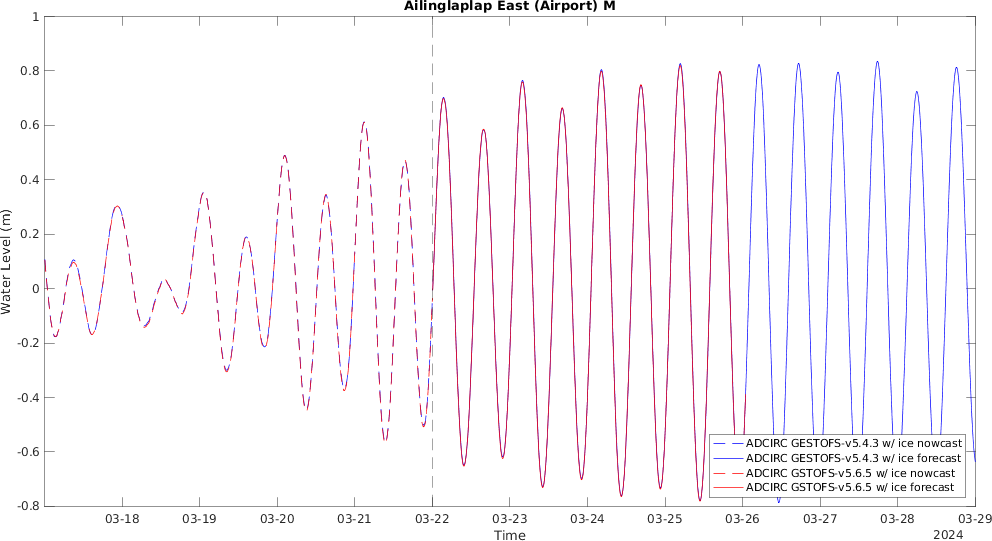 Ailinglaplap East (Airport) M
Water Level (m)
1
0.8
0.6
0.4
0.2
0
-0.2
-0.4
-0.6
-0.8
ADCIRC GESTOFS-v5.4.3 w/ ice nowcast
ADCIRC GESTOFS-v5.4.3 w/ ice forecast
ADCIRC GSTOFS-v5.6.5 w/ ice nowcast
ADCIRC GSTOFS-v5.6.5 w/ ice forecast
03-18 03-19 03-20 03-21 03-22 03-23 03-24 03-25 03-26 03-27 03-28 03-29
Time
2024